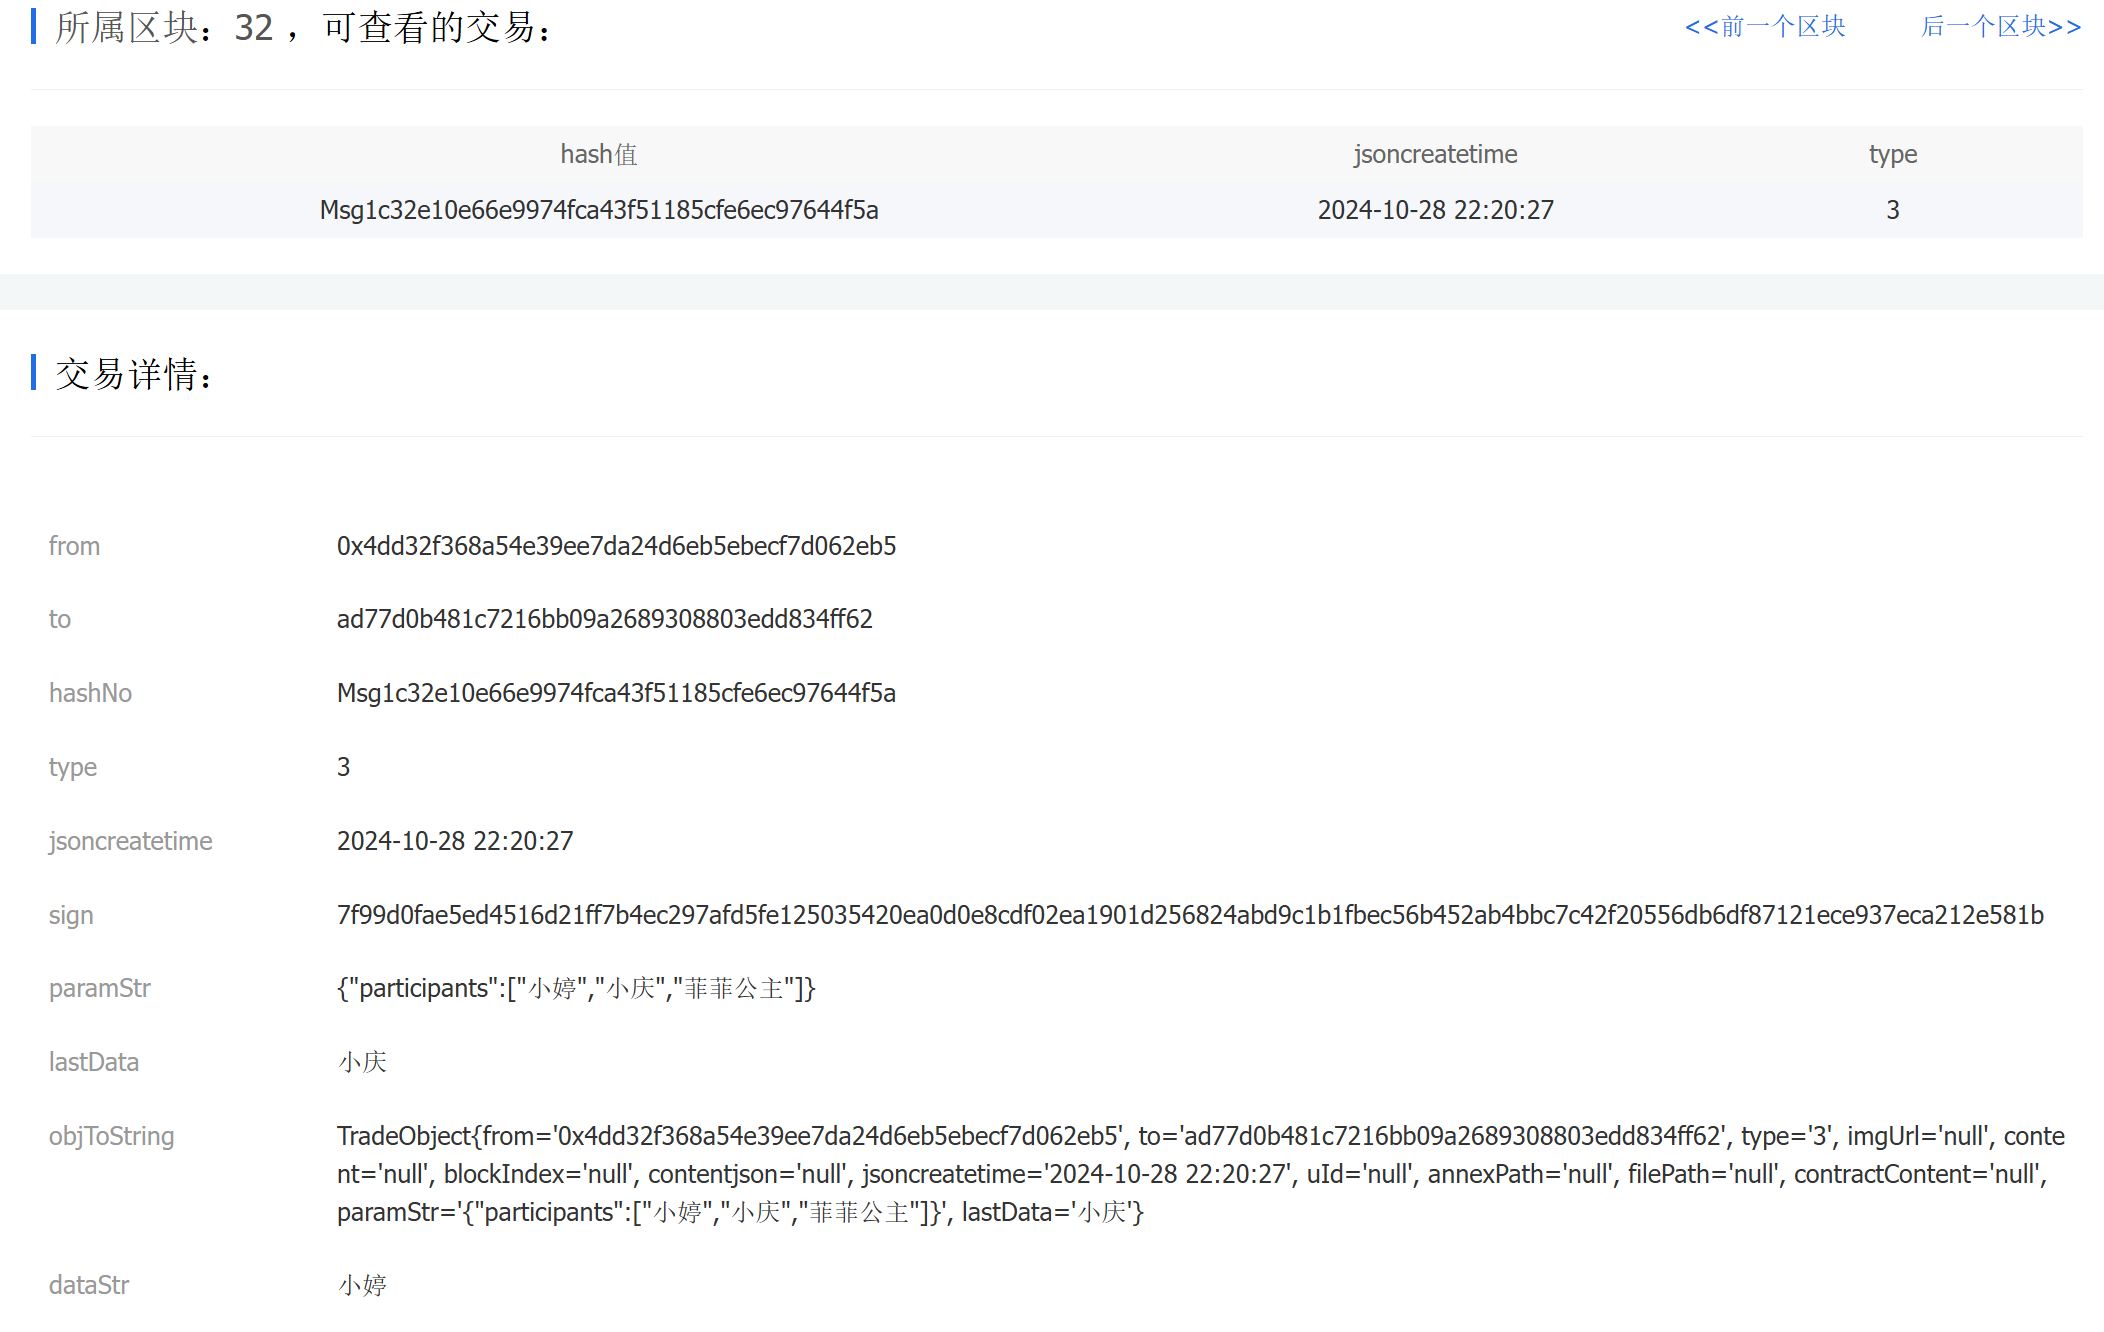 所属区块：32 ，可查看的交易：
<<前一个区块 后一个区块>>
hash值 jsoncreatetime type
Msg1c32e10e66e9974fca43f51185cfe6ec97644f5a 2024-10-28 22:20:27 3
交易详情：
from 0x4dd32f368a54e39ee7da24d6eb5ebecf7d062eb5
to ad77d0b481c7216bb09a2689308803edd834ff62
hashNo Msg1c32e10e66e9974fca43f51185cfe6ec97644f5a
type 3
jsoncreatetime 2024-10-28 22:20:27
sign 7f99d0fae5ed4516d21ff7b4ec297afd5fe125035420ea0d0e8cdf02ea1901d256824abd9c1b1fbec56b452ab4bbc7c42f20556db6df87121ece937eca212e581b
paramStr {"participants":["小婷","小庆","菲菲公主"]}
lastData 小庆
objToString TradeObject{from='0x4dd32f368a54e39ee7da24d6eb5ebecf7d062eb5', to='ad77d0b481c7216bb09a2689308803edd834ff62', type='3', imgUrl='null', conte
nt='null', blockIndex='null', contentjson='null', jsoncreatetime='2024-10-28 22:20:27', uId='null', annexPath='null', filePath='null', contractContent='null',
paramStr='{"participants":["小婷","小庆","菲菲公主"]}', lastData='小庆'}
dataStr 小婷